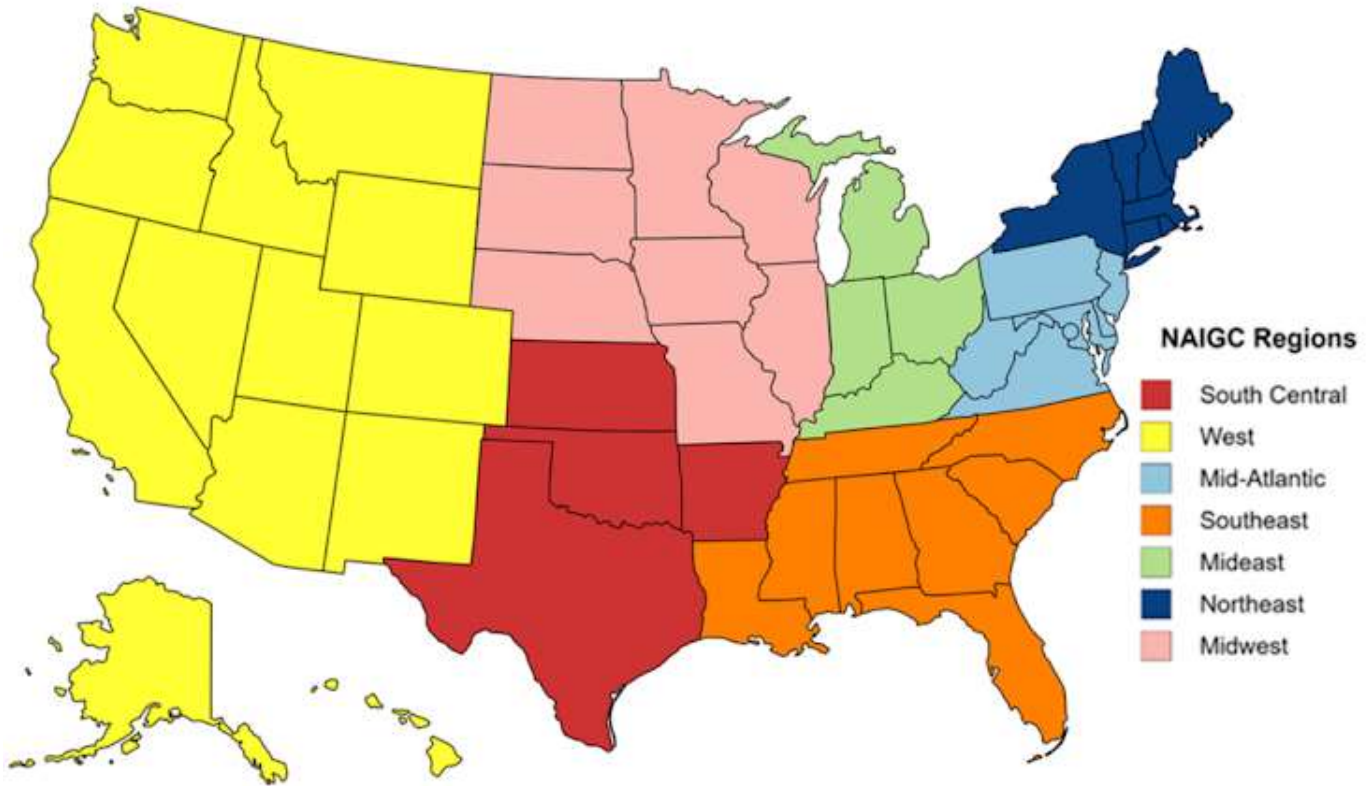 NAIGC Regions
South Central
West
Mid-Atlantic
Southeast
Mideast
Northeast
Midwest